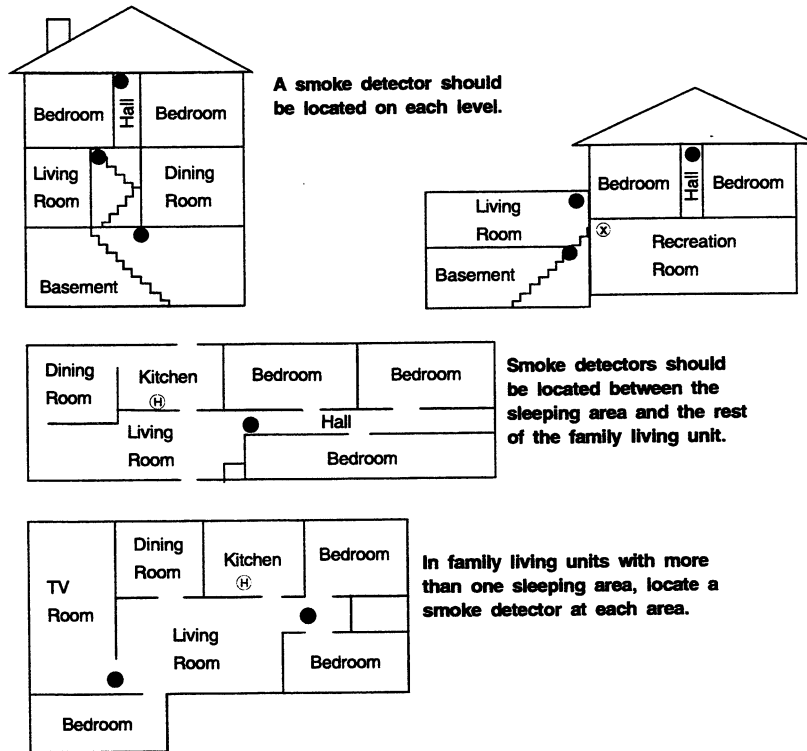 A smoke detector should
be located on each level.
Bedroom
Hall
Bedroom
Living
Room
Dining
Room
Basement
Bedroom
Hall
Bedroom
Living
Room
X
Recreation
Room
Basement
Dining
Room
Kitchen
H
Bedroom
Bedroom
Living
Room
Hall
Bedroom
Smoke detectors should
be located between the
sleeping area and the rest
of the family living unit.
TV
Room
Dining
Room
Kitchen
H
Bedroom
Living
Room
Bedroom
Bedroom
In family living units with more
than one sleeping area, locate a
smoke detector at each area.